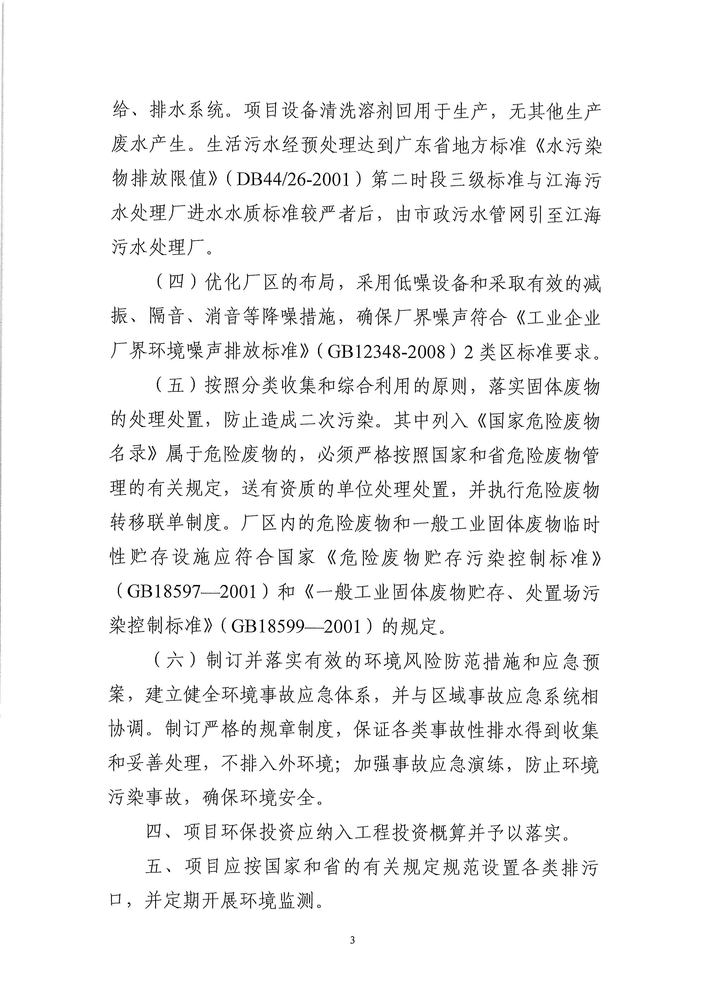 给、排水系统。项目设备清洗溶剂回用于生产，无其他生产
废水产生。生活污水经预处理达到广东省地方标准《水污染
物排放限值》（DB44/26-2001）第二时段三级标准与江海污
水处理厂进水水质标准较严者后，由市政污水管网引至江海
污水处理厂。
（四）优化厂区的布局，采用低噪设备和采取有效的减
振、隔音、消音等降噪措施，确保厂界噪声符合《工业企业
厂界环境噪声排放标准》（GB12348-2008）2 类区标准要求。
（五）按照分类收集和综合利用的原则，落实固体废物
的处理处置，防止造成二次污染。其中列入《国家危险废物
名录》属于危险废物的，必须严格按照国家和省危险废物管
理的有关规定，送有资质的单位处理处置，并执行危险废物
转移联单制度。厂区内的危险废物和一般工业固体废物临时
性贮存设施应符合国家《危险废物贮存污染控制标准》
（GB18597—2001）和《一般工业固体废物贮存、处置场污
染控制标准》（GB18599—2001）的规定。
（六）制订并落实有效的环境风险防范措施和应急预
案，建立健全环境事故应急体系，并与区域事故应急系统相
协调。制订严格的规章制度，保证各类事故性排水得到收集
和妥善处理，不排入外环境；加强事故应急演练，防止环境
污染事故，确保环境安全。
四、项目环保投资应纳入工程投资概算并予以落实。
五、项目应按国家和省的有关规定规范设置各类排污
口，并定期开展环境监测。
3